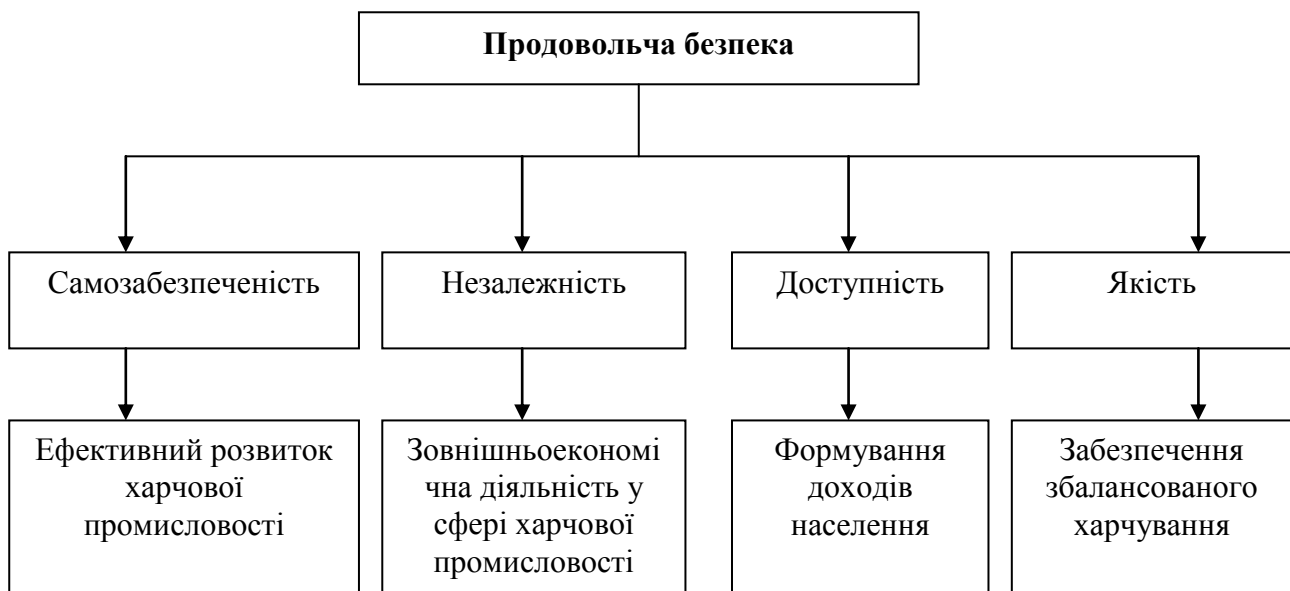 Продовольча безпека
Самозабезпеченість
Незалежність
Доступність
Якість
Ефективний розвиток
харчової
промисловості
Зовнішньоекономі
чна діяльність у
сфері харчової
промисловості
Формування
доходів
населення
Забезпечення
збалансованого
харчування